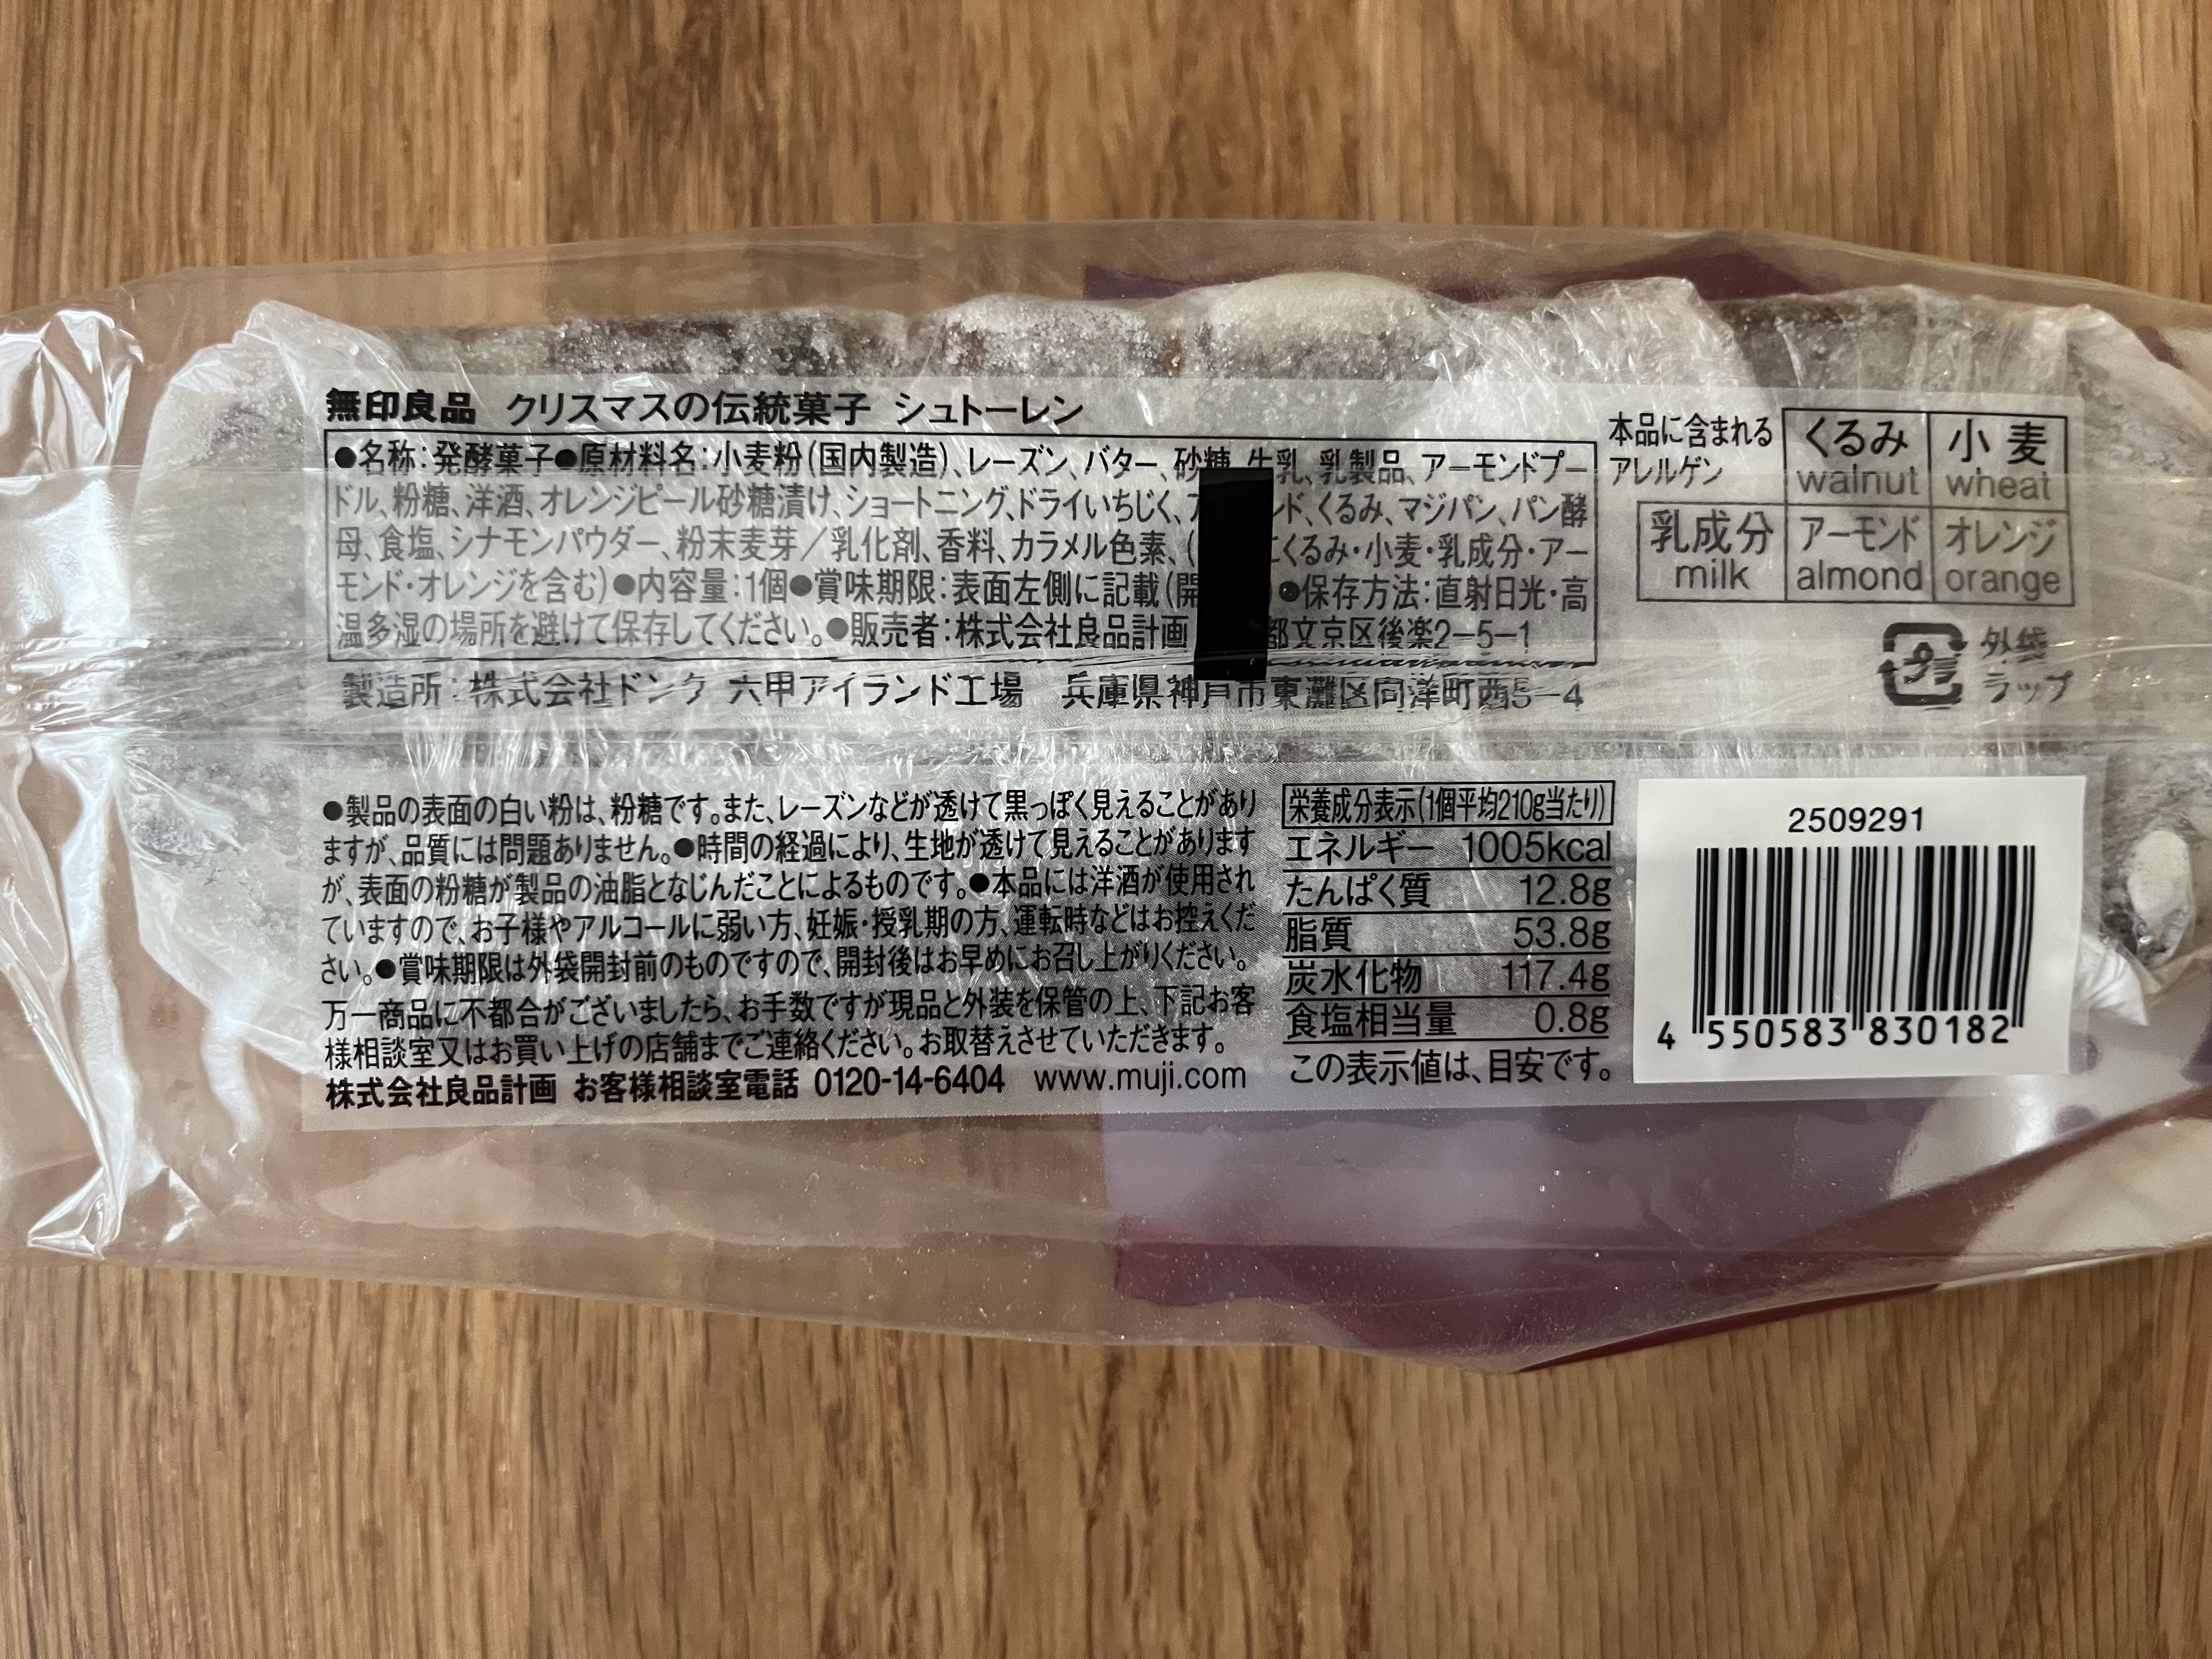 無印良品 クリスマスの伝統菓子 シュトーレン
●名称：発酵菓子●原材料名：小麦粉（国内製造）、レーズン、バター、砂糖 牛乳、乳製品、アーモンドプー
ドル、粉糖、洋酒、オレンジピール砂糖漬け、ショートニング、ドライいちじく、 ンド、くるみ、マジパン、パン酵
母、食塩、シナモンパウダー、粉末麦芽／乳化剤、香料、カラメル色素、（ くるみ・小麦・乳成分・アー
モンド・オレンジを含む）●内容量：1個●賞味期限：表面左側に記載（開 ●保存方法：直射日光・高
温多湿の場所を避けて保存してください。●販売者：株式会社良品計画 都文京区後楽2−5−1
製造所：株式会社ドンク 六甲アイランド工場 兵庫県神戸市東灘区向洋町西5−4
本品に含まれる
アレルゲン
くるみ 小麦
walnut wheat
乳成分 アーモンド オレンジ
milk almond orange
プラ
外袋
ラップ
●製品の表面の白い粉は、粉糖です。また、レーズンなどが透けて黒っぽく見えることがあり
ますが、品質には問題ありません。●時間の経過により、生地が透けて見えることがあります
が、表面の粉糖が製品の油脂となじんだことによるものです。●本品には洋酒が使用され
ていますので、お子様やアルコールに弱い方、妊娠・授乳期の方、運転時などはお控えくだ
さい。●賞味期限は外袋開封前のものですので、開封後はお早めにお召し上がりください。
万一商品に不都合がございましたら、お手数ですが現品と外装を保管の上、下記お客
様相談室又はお買い上げの店舗までご連絡ください。お取替えさせていただきます。
株式会社良品計画 お客様相談室電話 0120-14-6404 www.muji.com
栄養成分表示（1個平均210g当たり）
エネルギー 1005kcal
たんぱく質 12.8g
脂質 53.8g
炭水化物 117.4g
食塩相当量 0.8g
この表示値は、目安です。
2509291
4 550583 830182